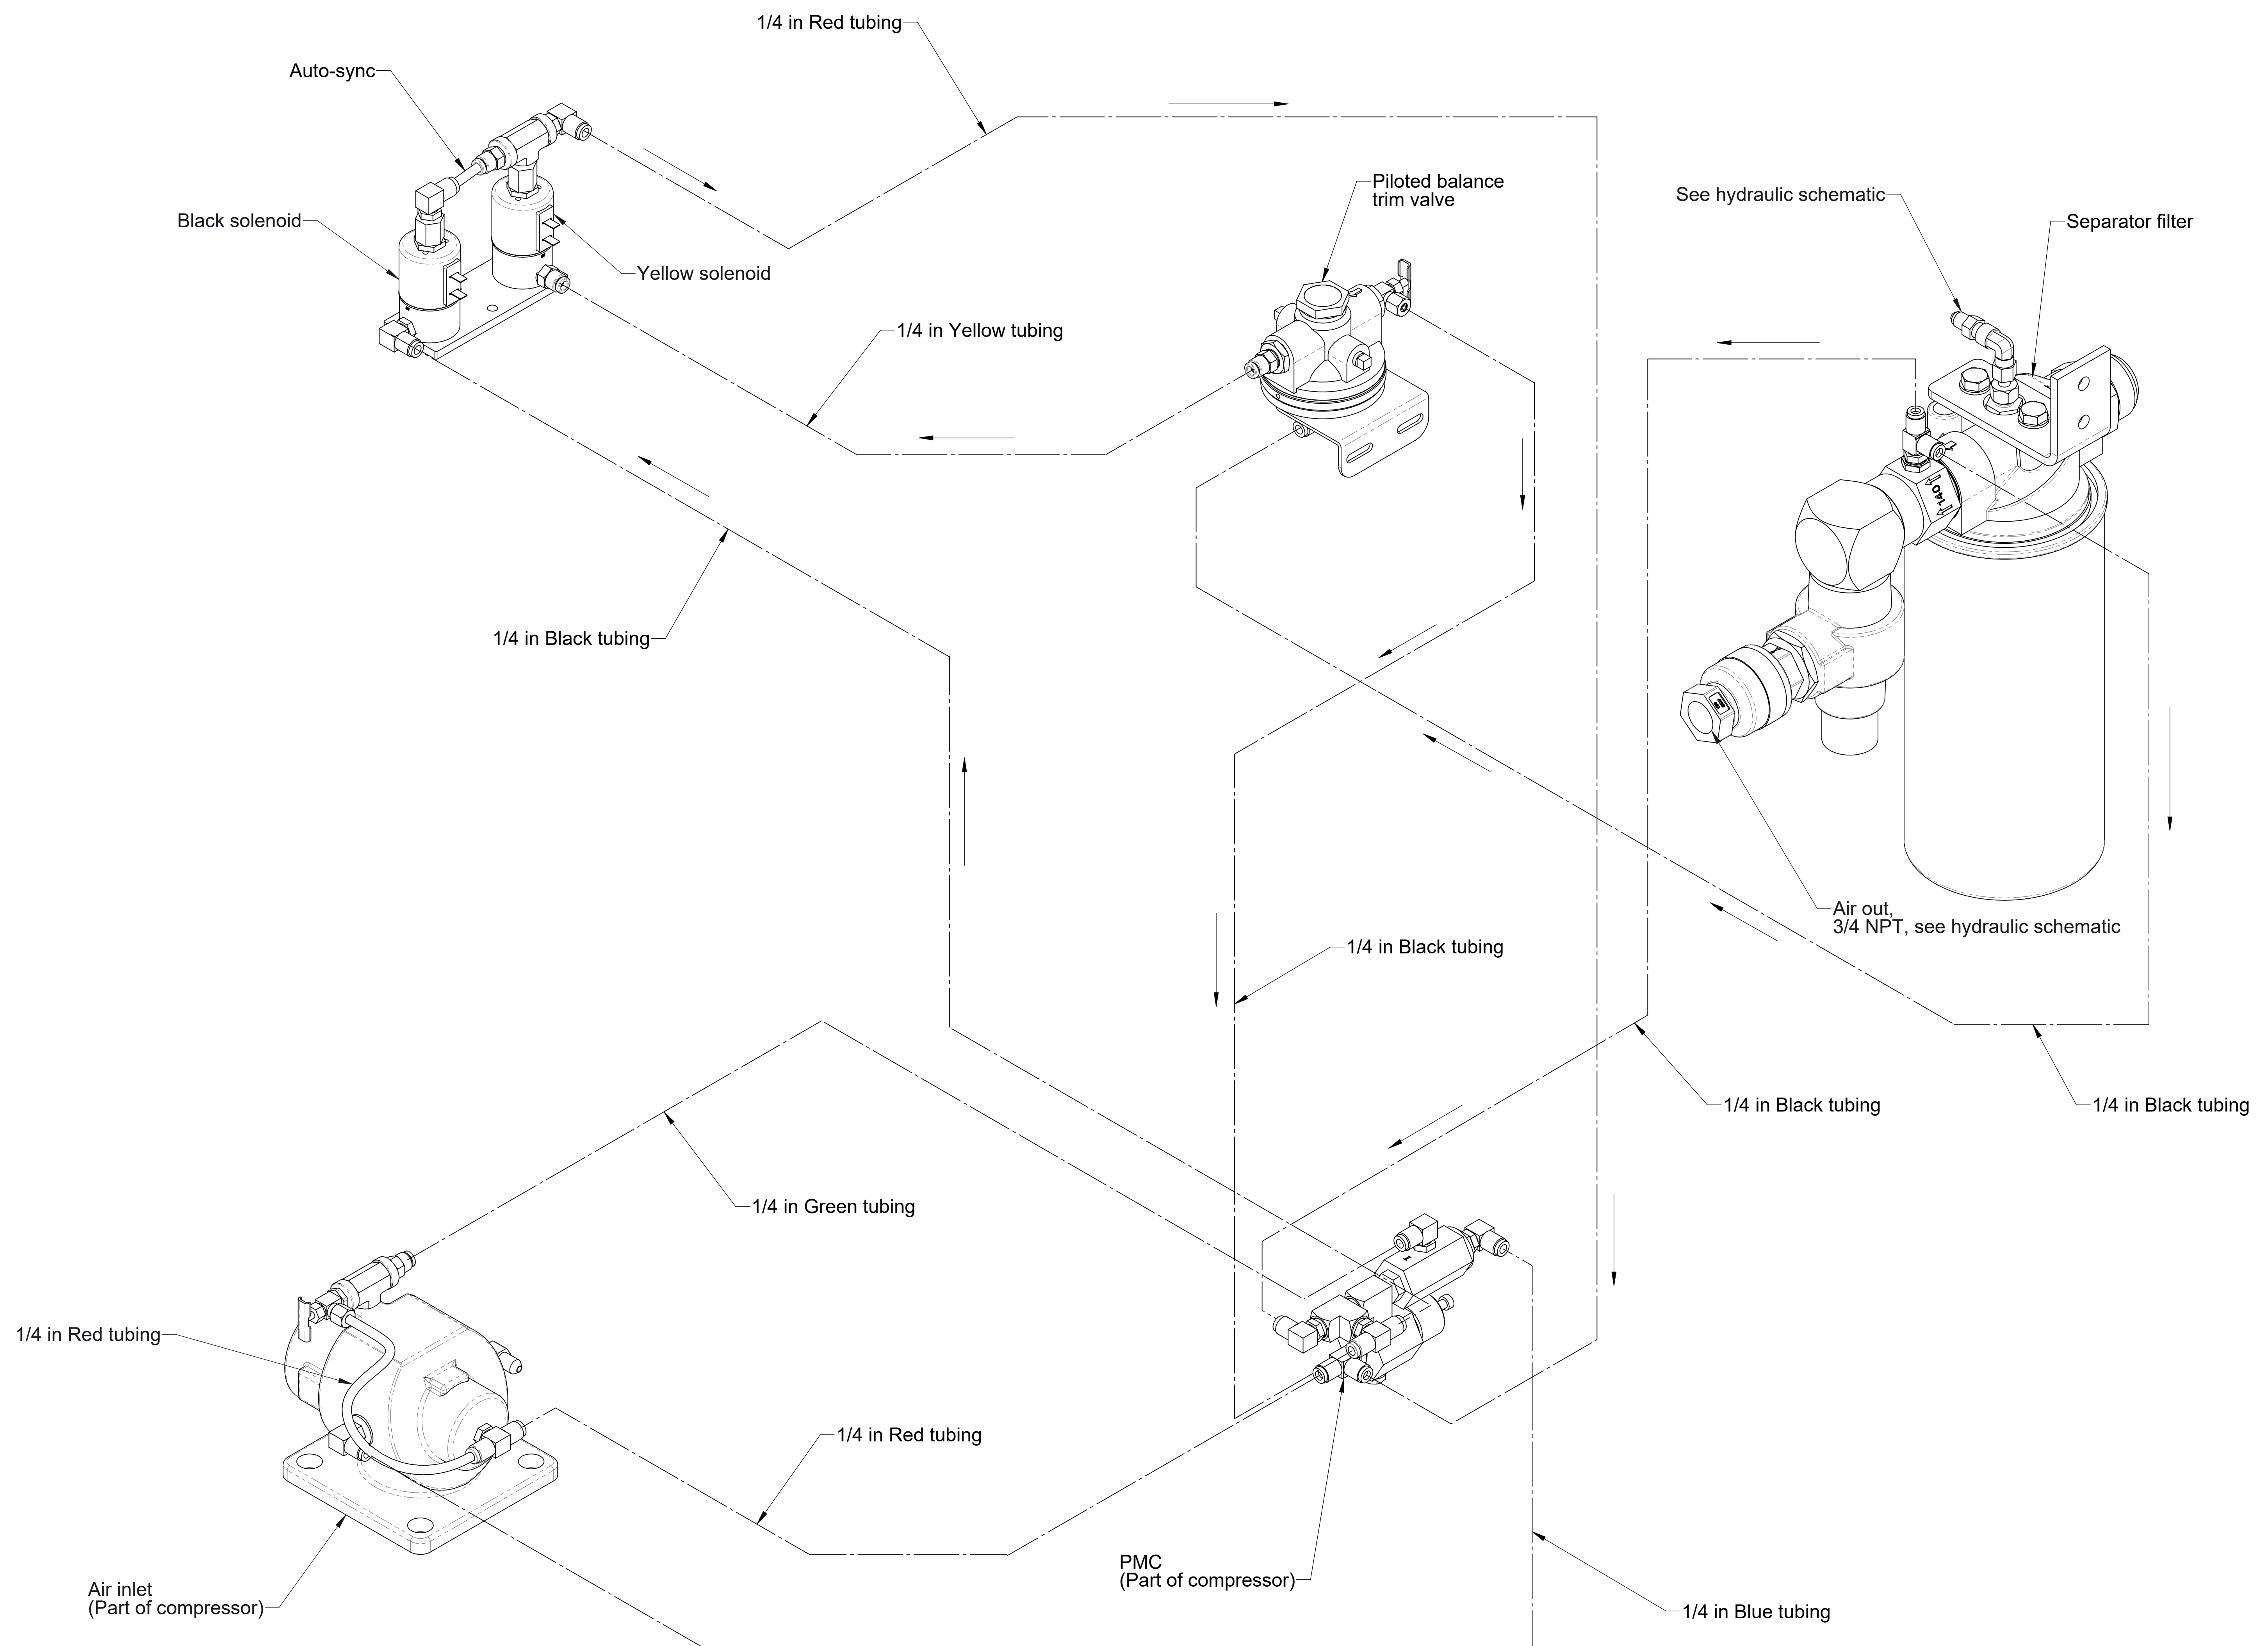 1/4 in Red tubing
Auto-sync
Piloted balance
trim valve
See hydraulic schematic
Black solenoid
Separator filter
Yellow solenoid
1/4 in Yellow tubing
140
1/4 in Black tubing
Air out,
3/4 NPT, see hydraulic schematic
1/4 in Black tubing
1/4 in Black tubing
1/4 in Black tubing
1/4 in Green tubing
1/4 in Red tubing
1/4 in Red tubing
PMC
(Part of compressor)
Air inlet
(Part of compressor)
1/4 in Blue tubing